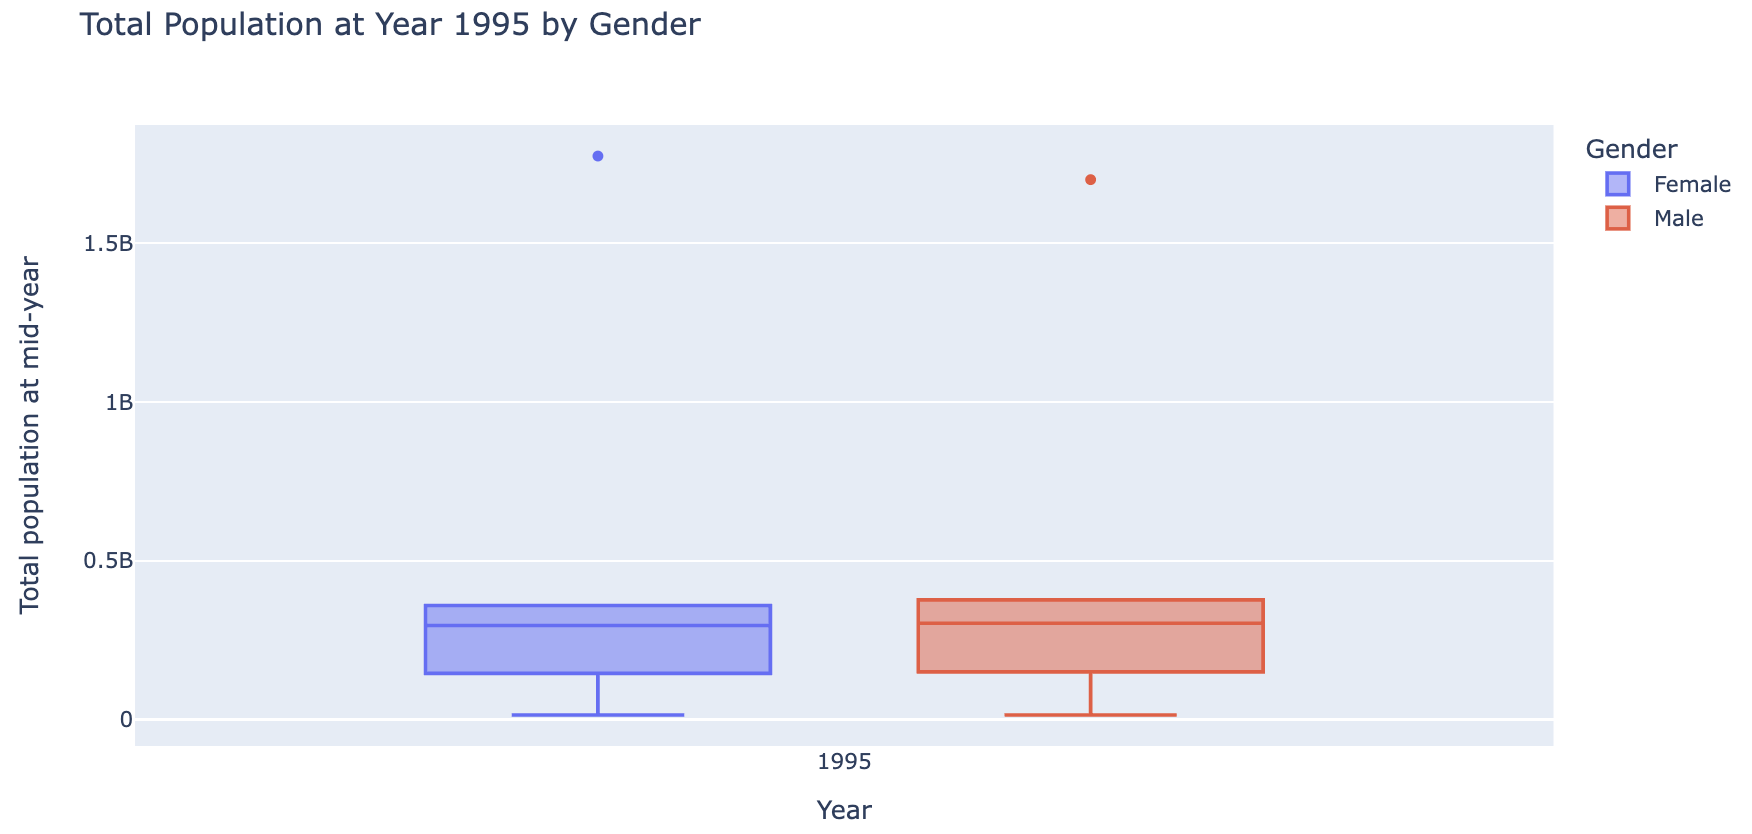 Total Population at Year 1995 by Gender
Total population at mid-year
1.5B
1B
0.5B
0
1995
Year
Gender
Female
Male